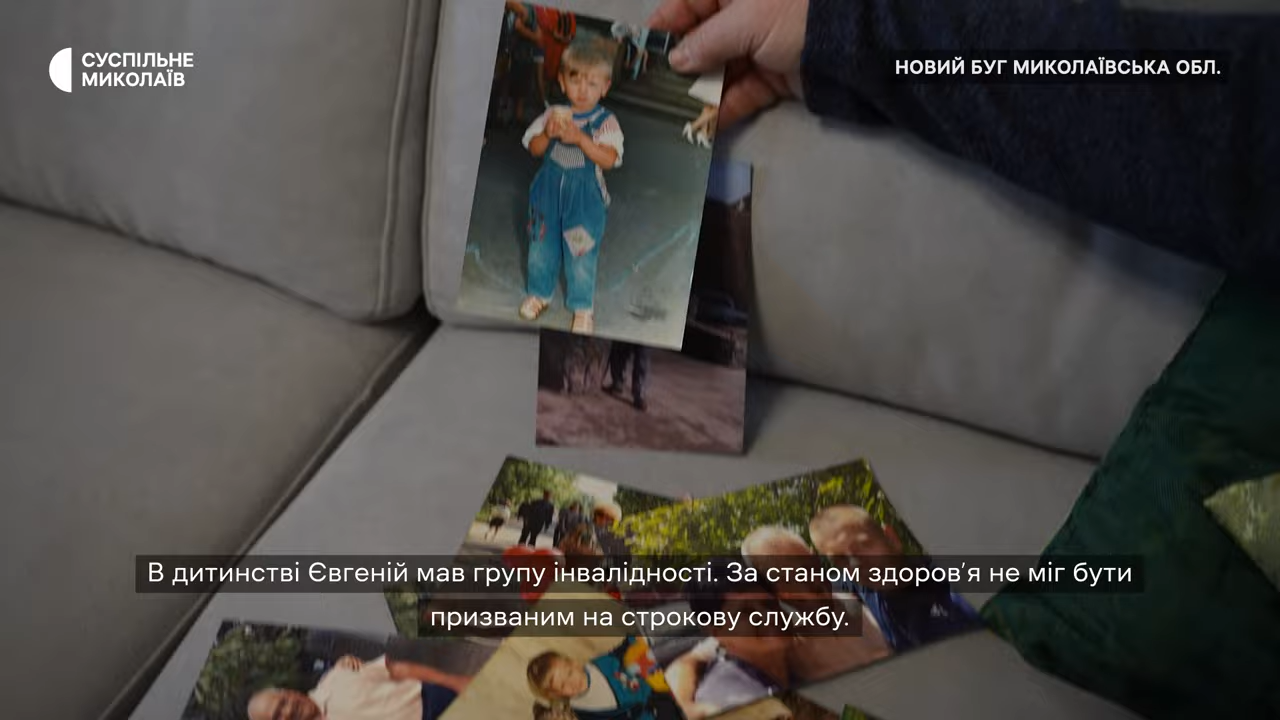 СУСПІЛЬНЕ
МИКОЛАЇВ
НОВИЙ БУГ МИКОЛАЇВСЬКА ОБЛ.
В дитинстві Євгеній мав групу інвалідності. За станом здоров’я не міг бути
призваним на строкову службу.